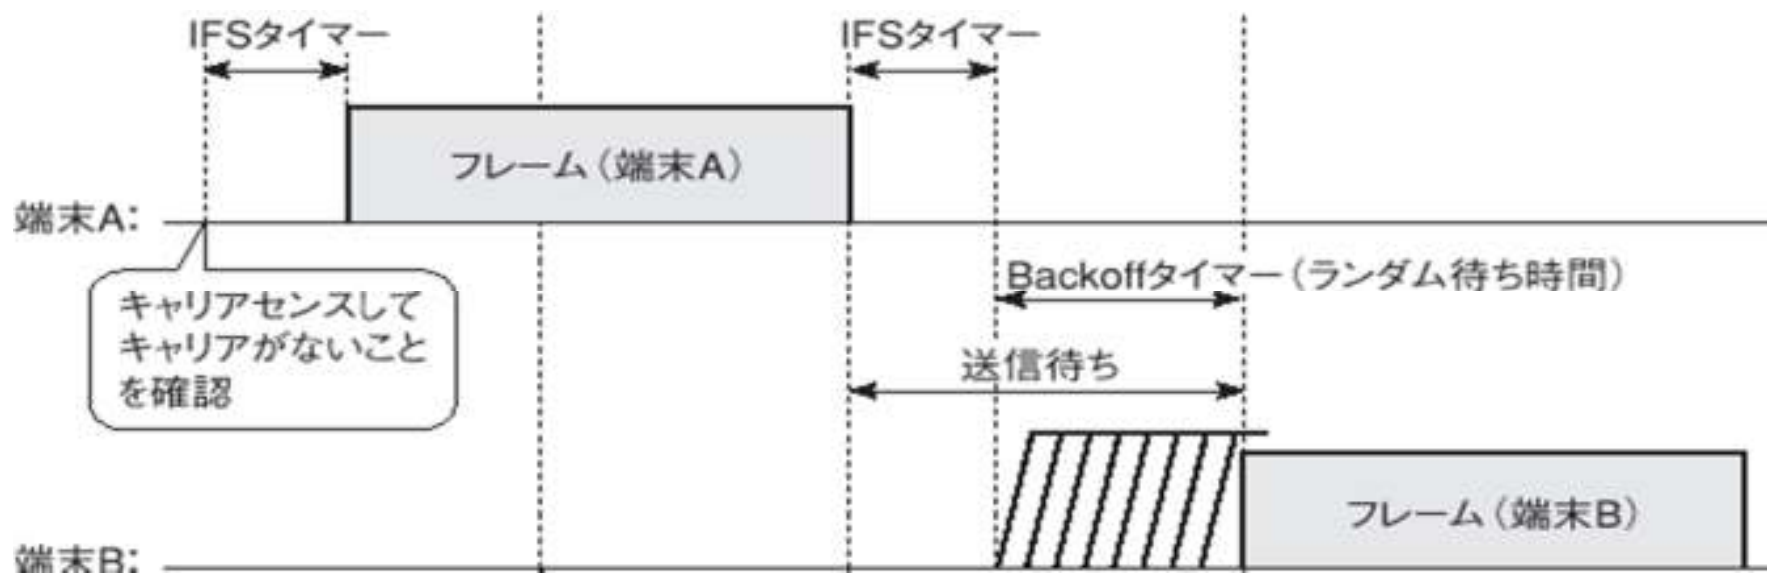 IFSタイマー
IFSタイマー
フレーム（端末A）
端末A：
キャリアセンスして
キャリアがないこと
を確認
Backoffタイマー（ランダム待ち時間）
送信待ち
フレーム（端末B）
端末B：